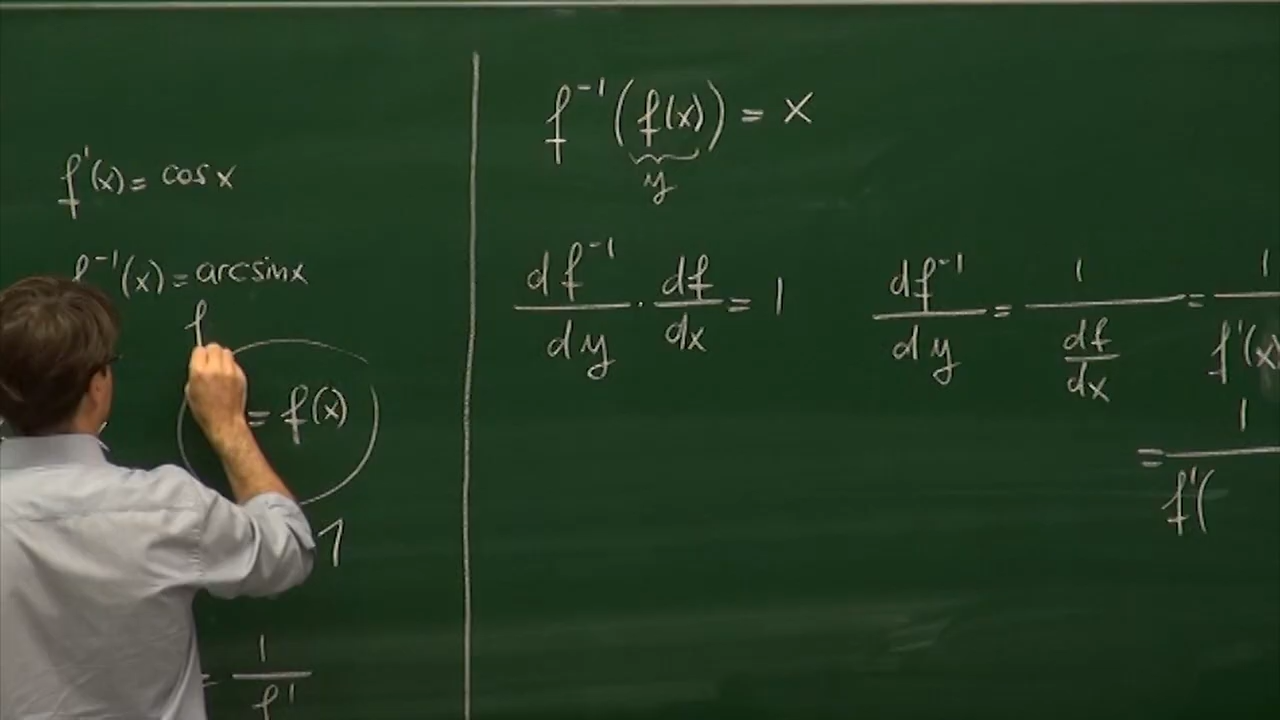 f'(x) = cos x
f⁻¹(x) = arcsin x
f
= f(x)
1
= 1/f'
f⁻¹(f(x)) = x
y
df⁻¹/dy · df/dx = 1
df⁻¹/dy = 1/(df/dx) = 1/f'(x
= 1/f'(